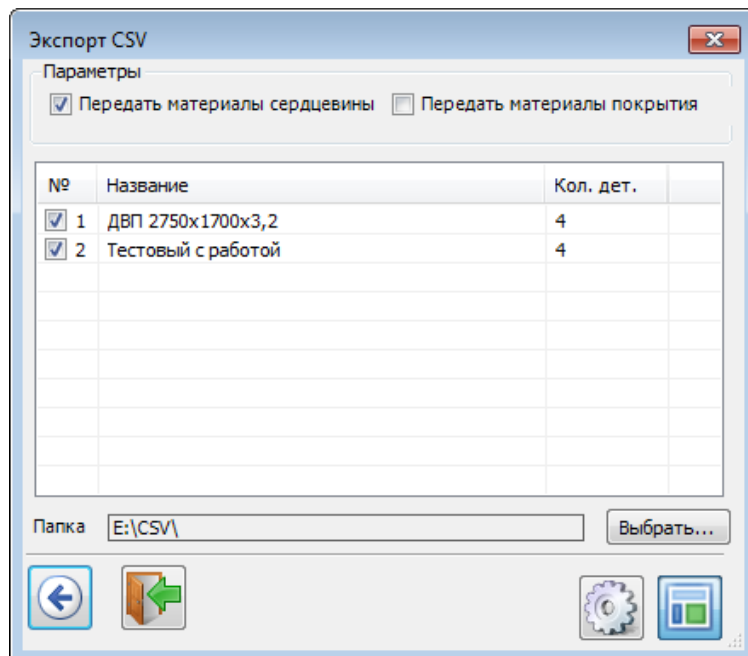 Экспорт CSV
Параметры
Передать материалы сердцевины Передать материалы покрытия
№ Название Кол. дет.
1 ДВП 2750x1700x3,2 4
2 Тестовый с работой 4
Папка E:\CSV\ Выбрать...